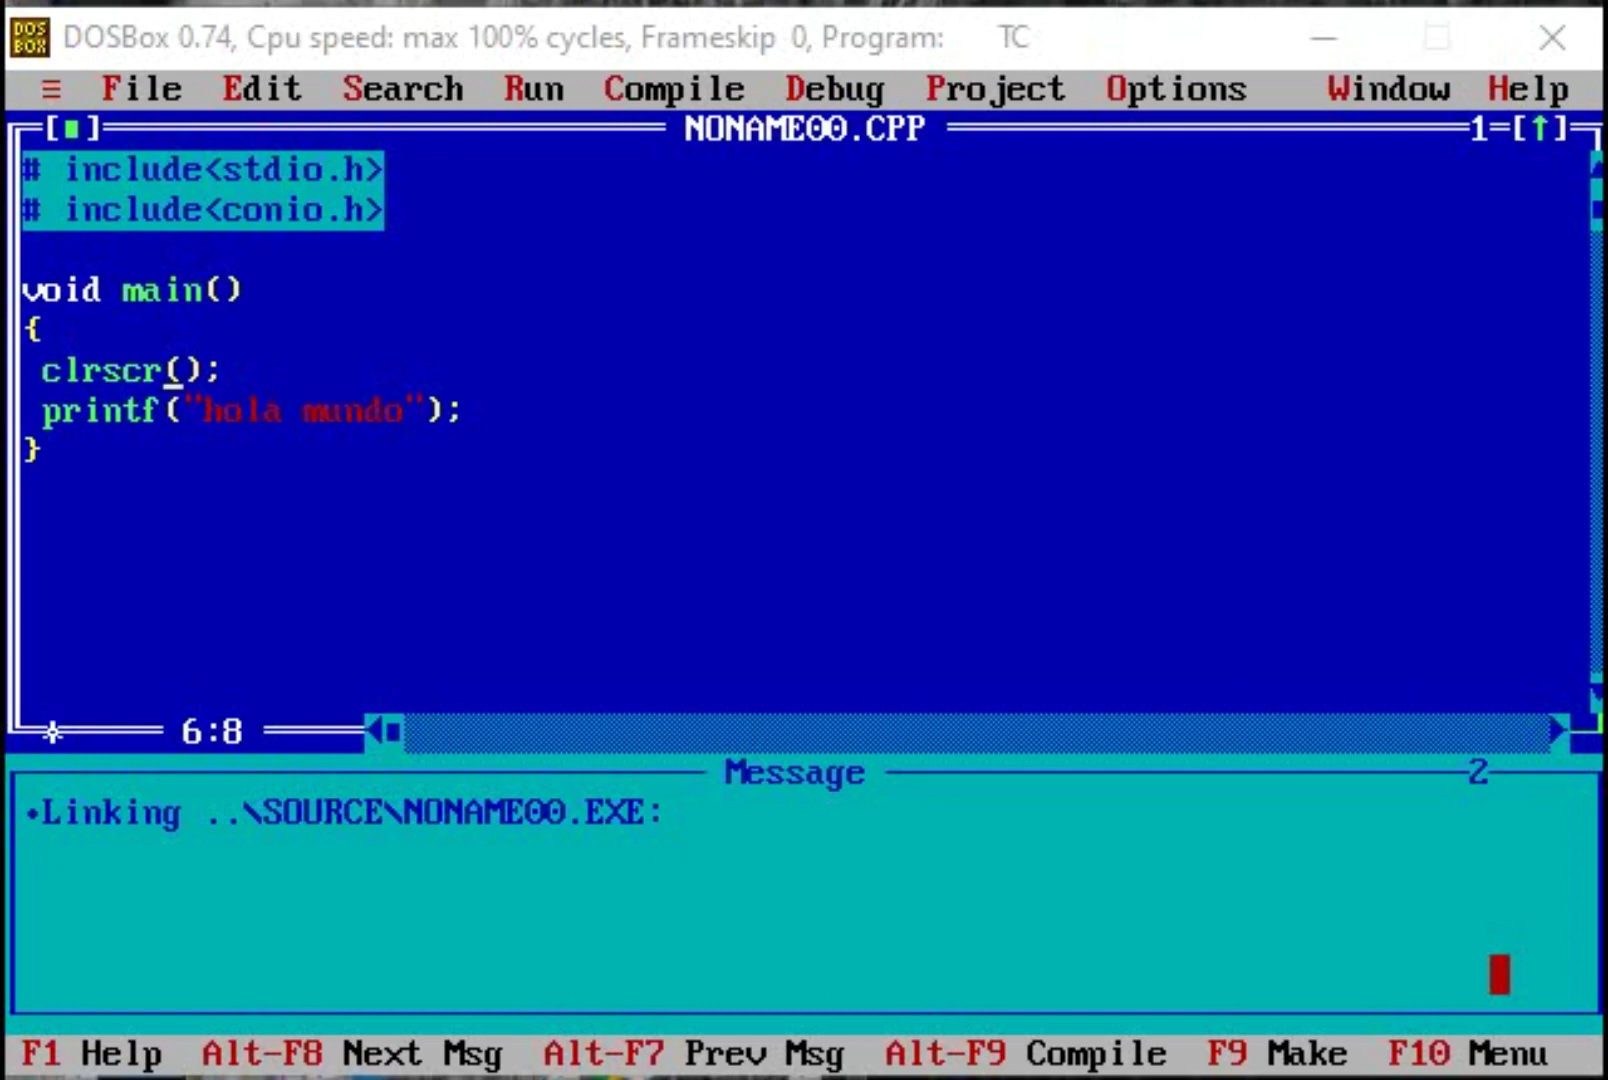 DOS BOX DOSBox 0.74, Cpu speed: max 100% cycles, Frameskip 0, Program: TC
≡ File Edit Search Run Compile Debug Project Options Window Help
[■] NONAME00.CPP 1=[↑]
# include<stdio.h>
# include<conio.h>
void main()
{
clrscr();
printf("hola mundo");
}
6:8
Message 2
•Linking ..\SOURCE\NONAME00.EXE:
F1 Help Alt-F8 Next Msg Alt-F7 Prev Msg Alt-F9 Compile F9 Make F10 Menu